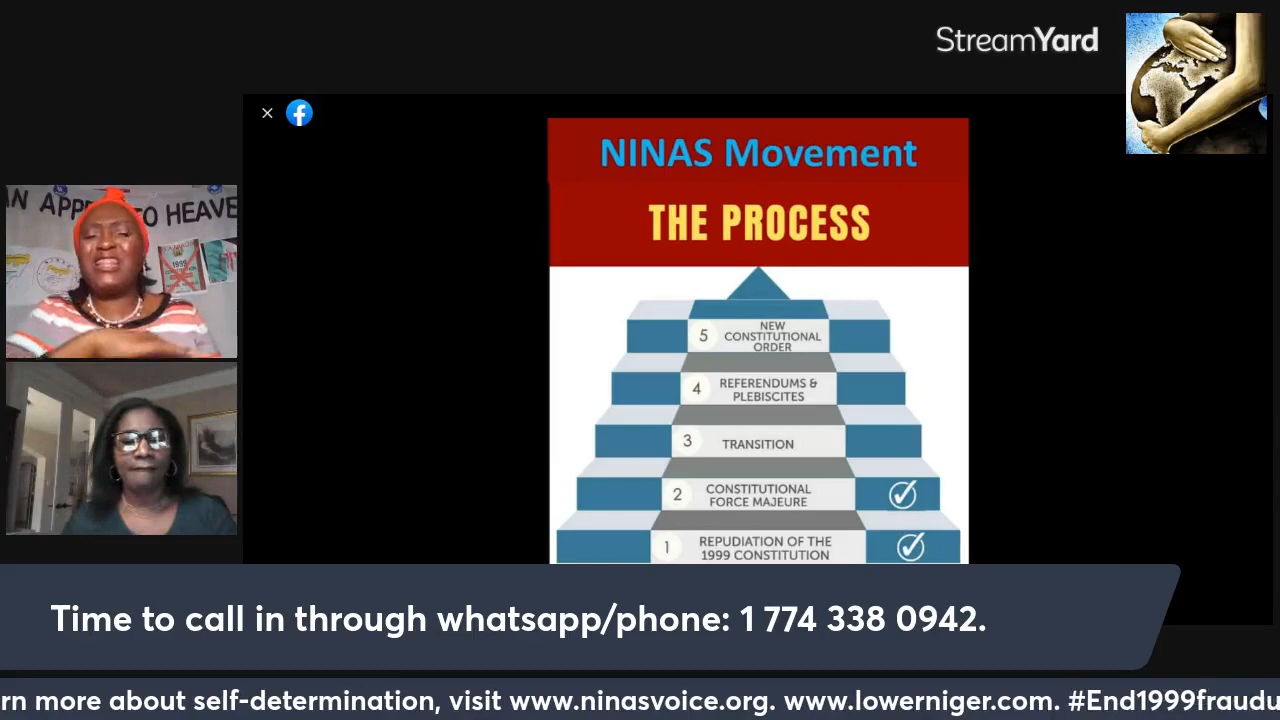 StreamYard
×
NINAS Movement
THE PROCESS
5 NEW CONSTITUTIONAL ORDER
4 REFERENDUMS & PLEBISCITES
3 TRANSITION
2 CONSTITUTIONAL FORCE MAJEURE
1 REPUDIATION OF THE 1999 CONSTITUTION
AN APPE TO HEAVE
1999
Time to call in through whatsapp/phone: 1 774 338 0942.
rn more about self-determination, visit www.ninasvoice.org. www.lowerniger.com. #End1999fraudu